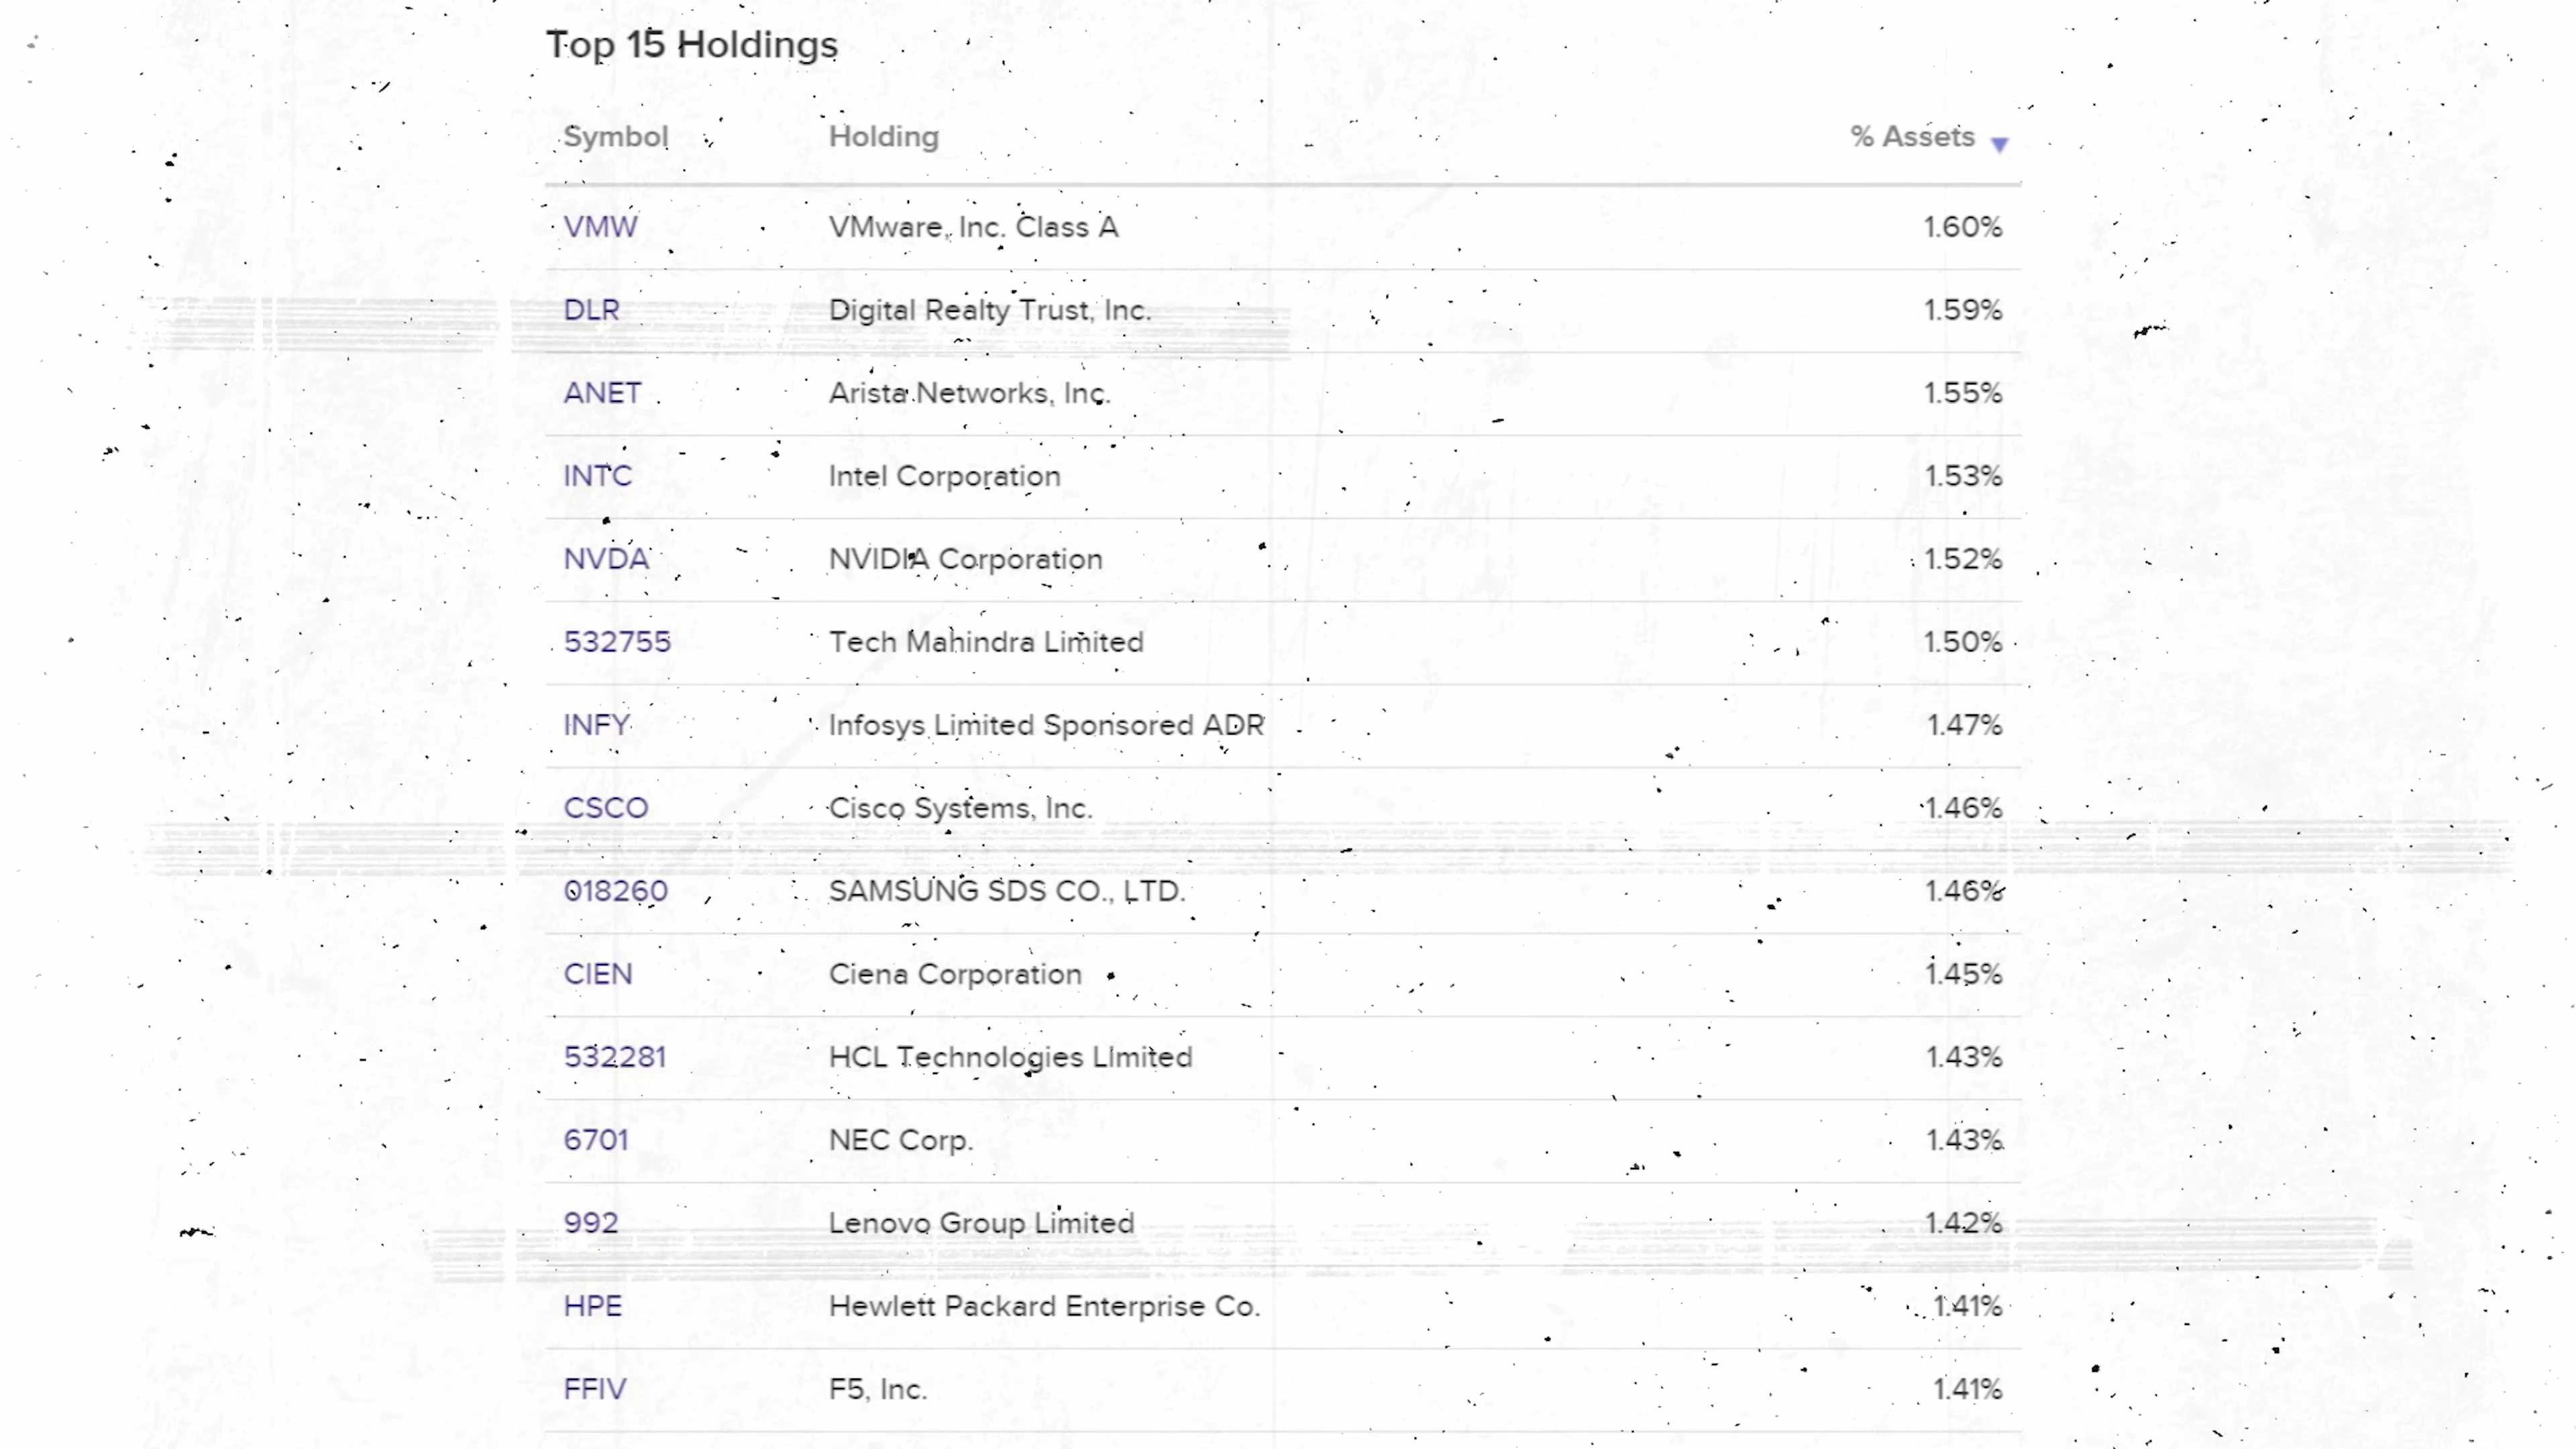 Top 15 Holdings
Symbol Holding % Assets
VMW VMware, Inc. Class A 1.60%
DLR Digital Realty Trust, Inc. 1.59%
ANET Arista Networks, Inc. 1.55%
INTC Intel Corporation 1.53%
NVDA NVIDIA Corporation 1.52%
532755 Tech Mahindra Limited 1.50%
INFY Infosys Limited Sponsored ADR 1.47%
CSCO Cisco Systems, Inc. 1.46%
018260 SAMSUNG SDS CO., LTD. 1.46%
CIEN Ciena Corporation 1.45%
532281 HCL Technologies LImited 1.43%
6701 NEC Corp. 1.43%
992 Lenovo Group Limited 1.42%
HPE Hewlett Packard Enterprise Co. 1.41%
FFIV F5, Inc. 1.41%